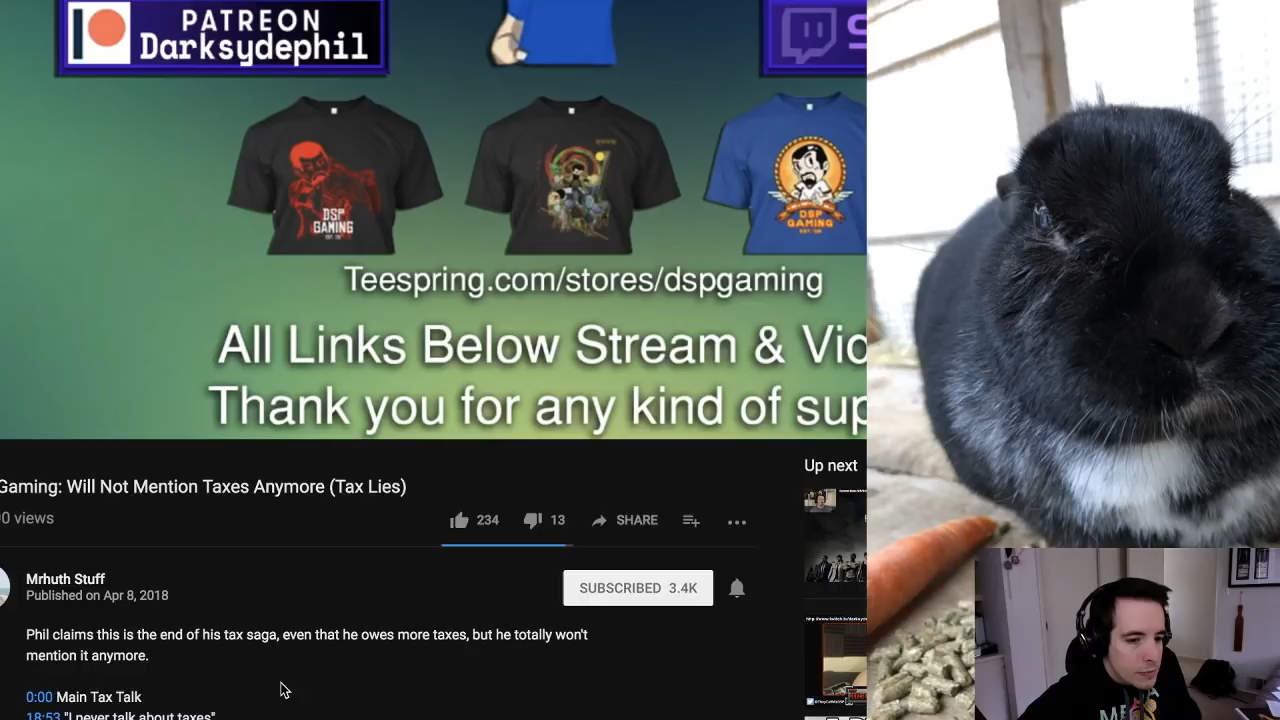 PATREON
Darksydephil
DSP
GAMING
DSP
GAMING
Teespring.com/stores/dspgaming
All Links Below Stream & Vid
Thank you for any kind of sup
Gaming: Will Not Mention Taxes Anymore (Tax Lies)
0 views
234
13
SHARE
Up next
Mrhuth Stuff
Published on Apr 8, 2018
SUBSCRIBED 3.4K
Phil claims this is the end of his tax saga, even that he owes more taxes, but he totally won't
mention it anymore.
0:00 Main Tax Talk
18:53 "I never talk about taxes"